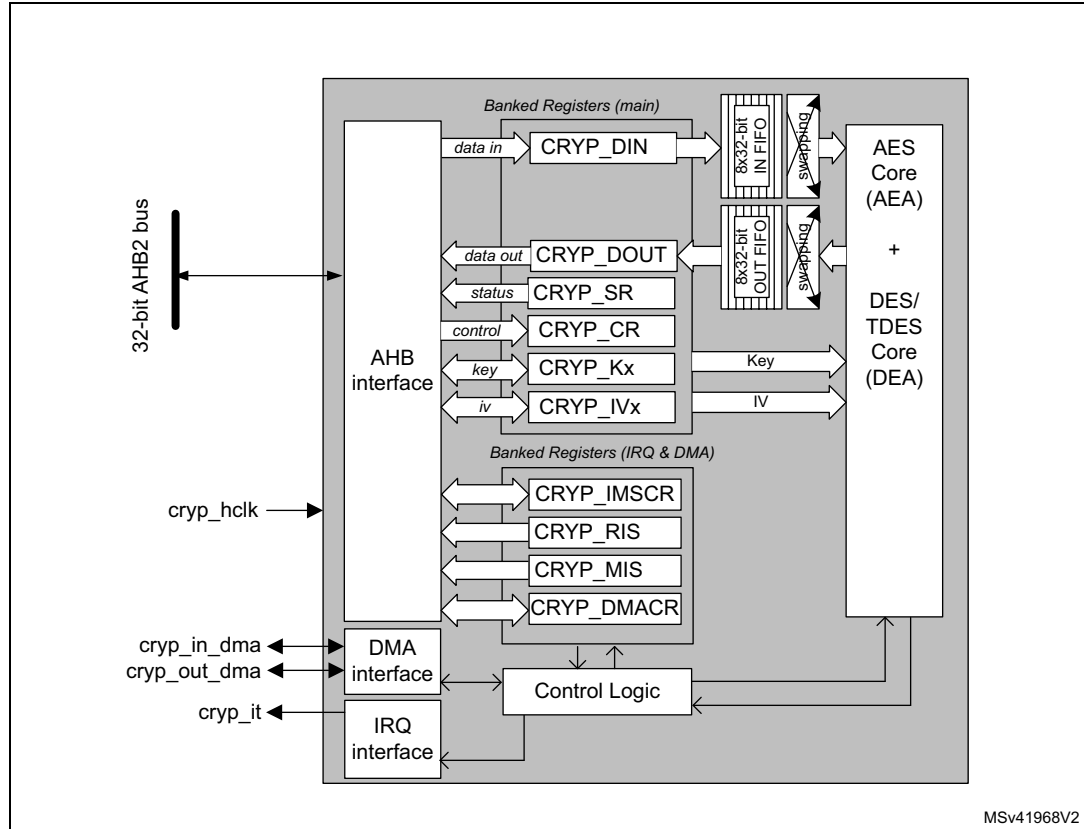 Banked Registers (main)
data in
CRYP_DIN
8x32-bit
IN FIFO
swapping
AES
Core
(AEA)
+
DES/
TDES
Core
(DEA)
32-bit AHB2 bus
AHB
interface
data out
CRYP_DOUT
8x32-bit
OUT FIFO
swapping
status
CRYP_SR
control
CRYP_CR
key
CRYP_Kx
Key
iv
CRYP_IVx
IV
Banked Registers (IRQ & DMA)
CRYP_IMSCR
cryp_hclk
CRYP_RIS
CRYP_MIS
CRYP_DMACR
cryp_in_dma
cryp_out_dma
DMA
interface
Control Logic
cryp_it
IRQ
interface
MSv41968V2